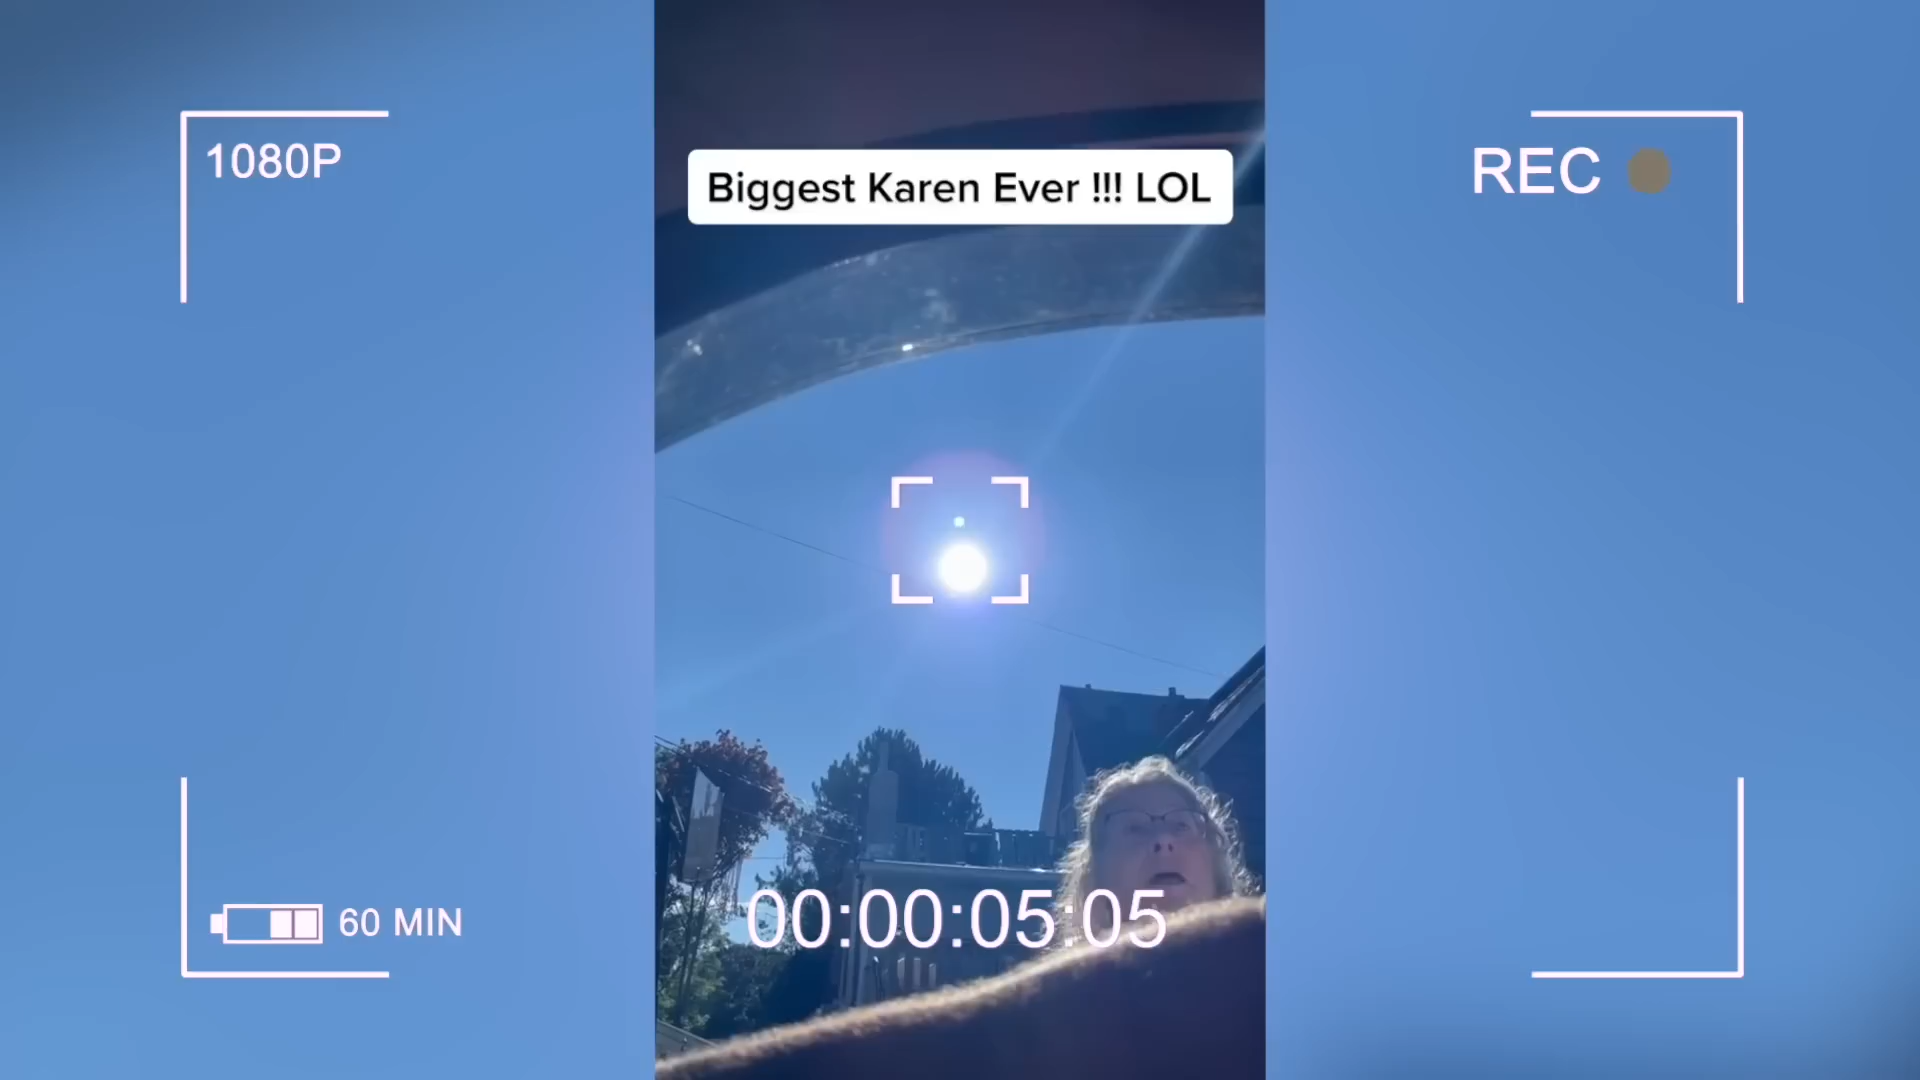 1080P
REC
Biggest Karen Ever !!! LOL
60 MIN
00:00:05:05